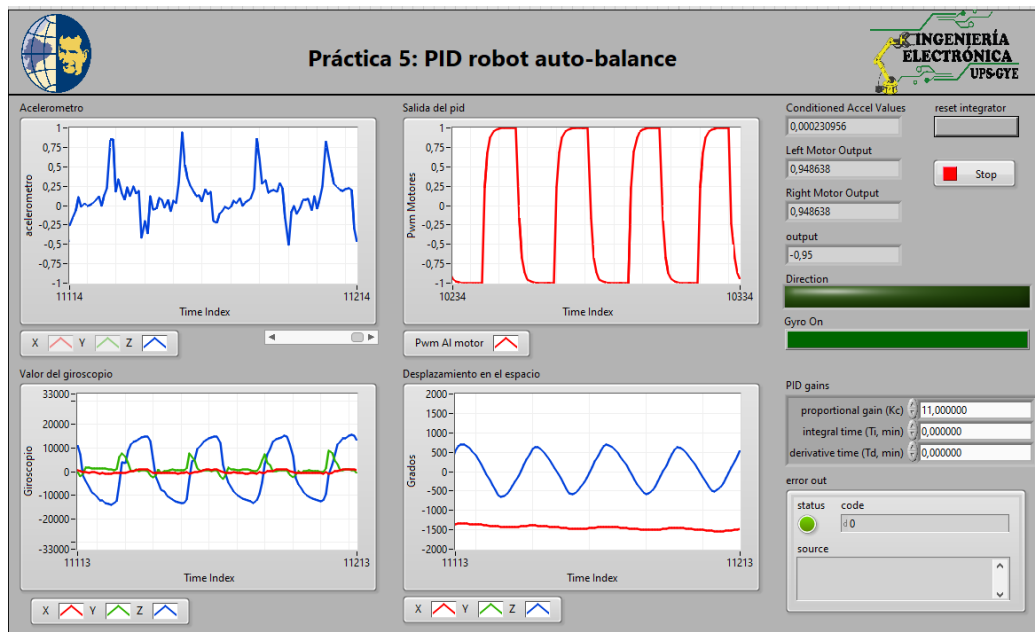 Práctica 5: PID robot auto-balance
INGENIERÍA
ELECTRÓNICA
UPS-GYE
Acelerometro
acelerometro
1
0,75
0,5
0,25
0
-0,25
-0,5
-0,75
-1
11114
11214
Time Index
X Y Z
Salida del pid
Pwm Motores
1
0,75
0,5
0,25
0
-0,25
-0,5
-0,75
-1
10234
10334
Time Index
Pwm Al motor
Conditioned Accel Values
0,000230956
reset integrator
Left Motor Output
0,948638
Stop
Right Motor Output
0,948638
output
-0,95
Direction
Gyro On
Valor del giroscopio
Giroscopio
33000
20000
10000
0
-10000
-20000
-33000
11113
11213
Time Index
X Y Z
Desplazamiento en el espacio
Grados
2000
1500
1000
500
0
-500
-1000
-1500
-2000
11113
11213
Time Index
X Y Z
PID gains
proportional gain (Kc) 11,000000
integral time (Ti, min) 0,000000
derivative time (Td, min) 0,000000
error out
status code
d 0
source